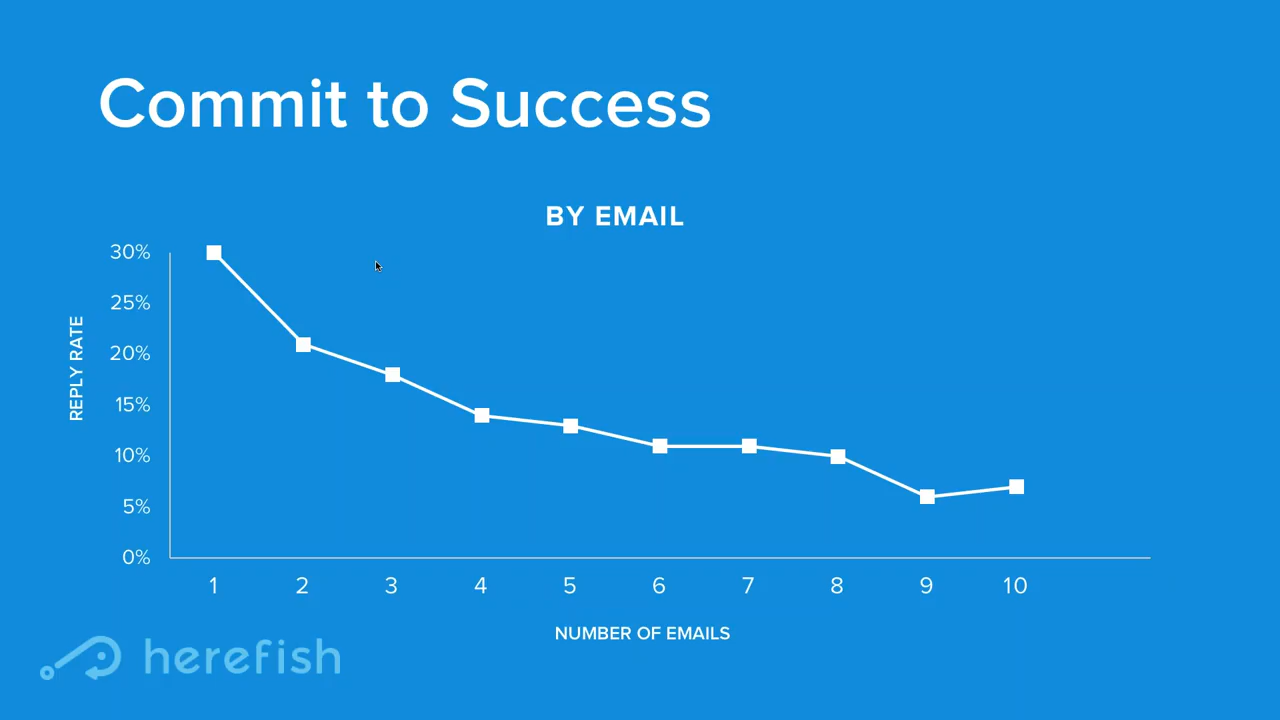 Commit to Success
BY EMAIL
30%
25%
20%
15%
10%
5%
0%
REPLY RATE
1 2 3 4 5 6 7 8 9 10
NUMBER OF EMAILS
herefish